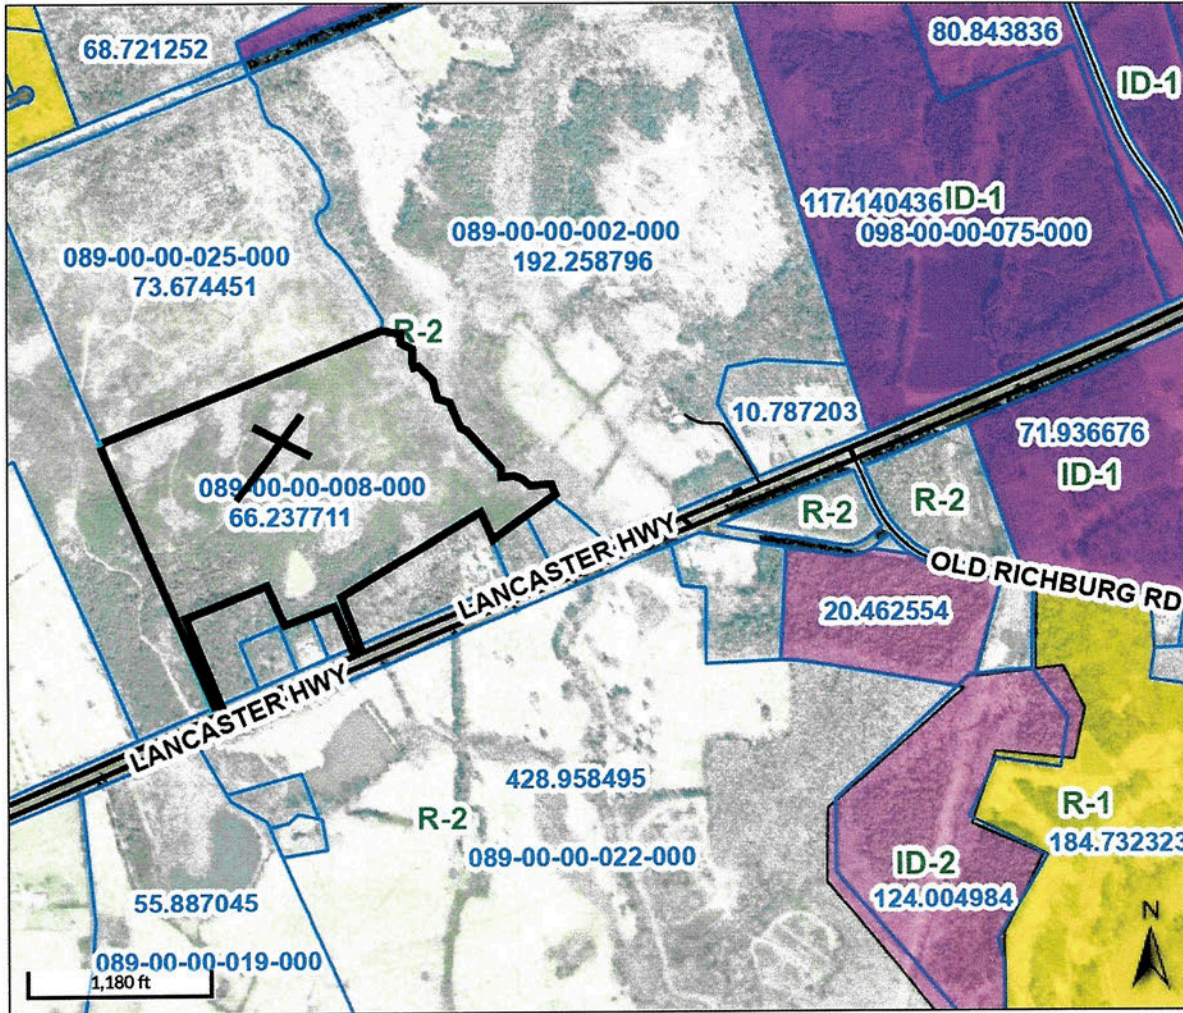 68.721252
80.843836
ID-1
117.140436 ID-1
098-00-00-075-000
089-00-00-002-000
192.258796
089-00-00-025-000
73.674451
R-2
10.787203
71.936676
ID-1
089-00-00-008-000
66.237711
R-2
R-2
LANCASTER HWY
OLD RICHBURG RD
20.462554
LANCASTER HWY
428.958495
R-2
089-00-00-022-000
R-1
184.732323
ID-2
124.004984
55.887045
089-00-00-019-000
1,180 ft
N